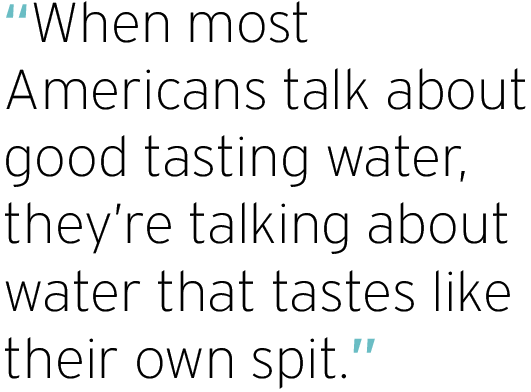 “When most
Americans talk about
good tasting water,
they’re talking about
water that tastes like
their own spit.”